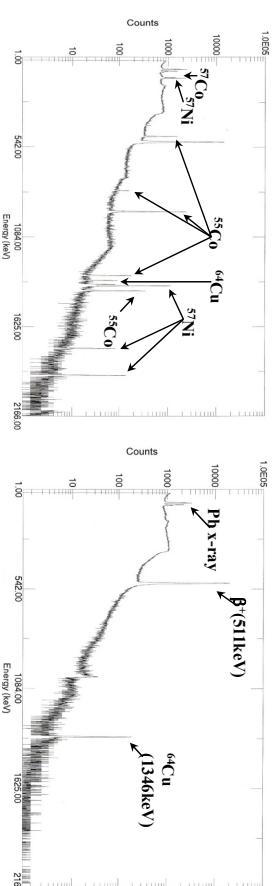 Counts
1.0E05
10000
1000
100
10
1.00
542.00
1084.00
1625.00
2166.00
Energy (keV)
57Co
57Ni
55Co
64Cu
57Ni
55Co
Counts
1.0E05
10000
1000
100
10
1.00
542.00
1084.00
1625.00
216
Energy (keV)
Pb x-ray
β+(511keV)
64Cu
(1346keV)